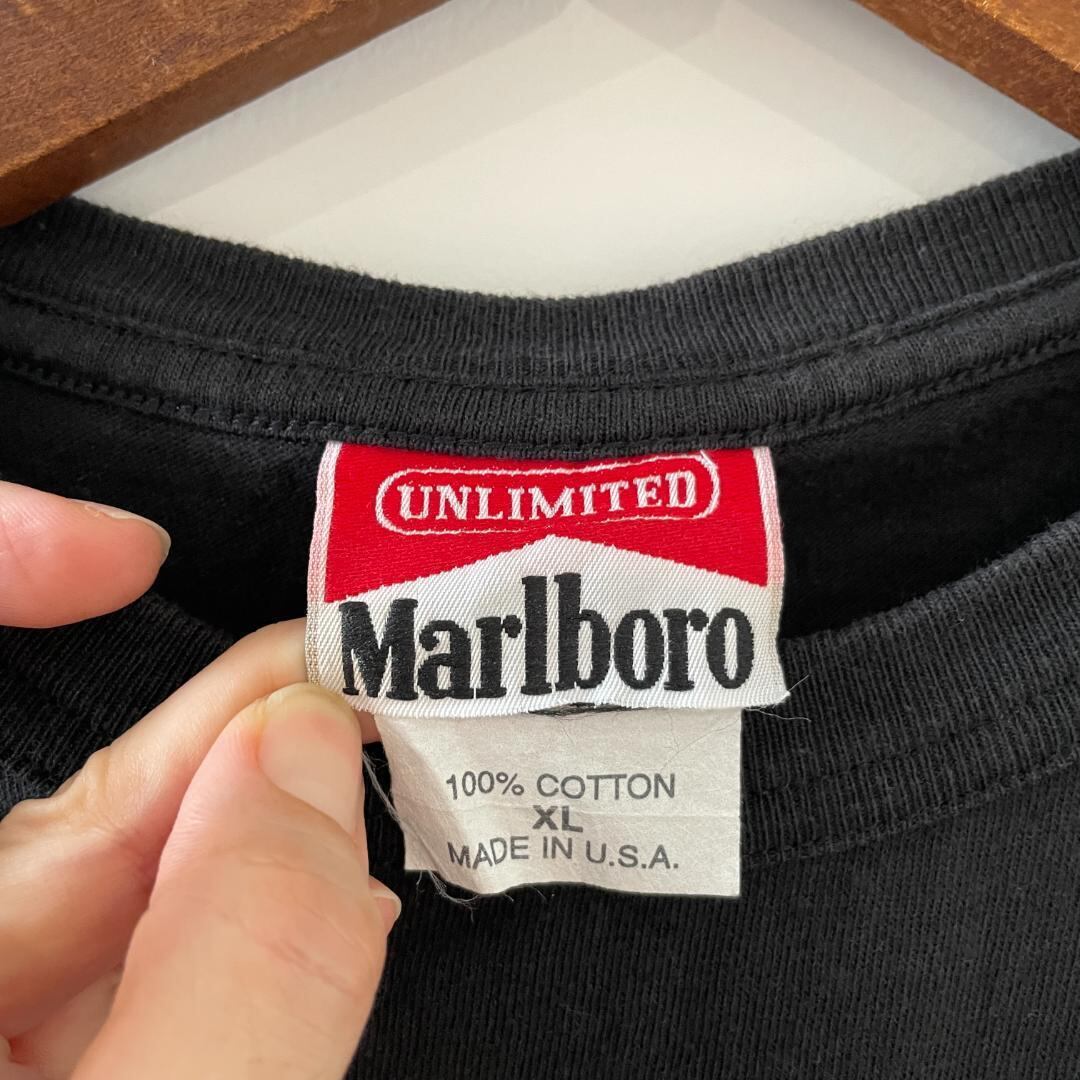 UNLIMITED
Marlboro
100% COTTON
XL
MADE IN U.S.A.